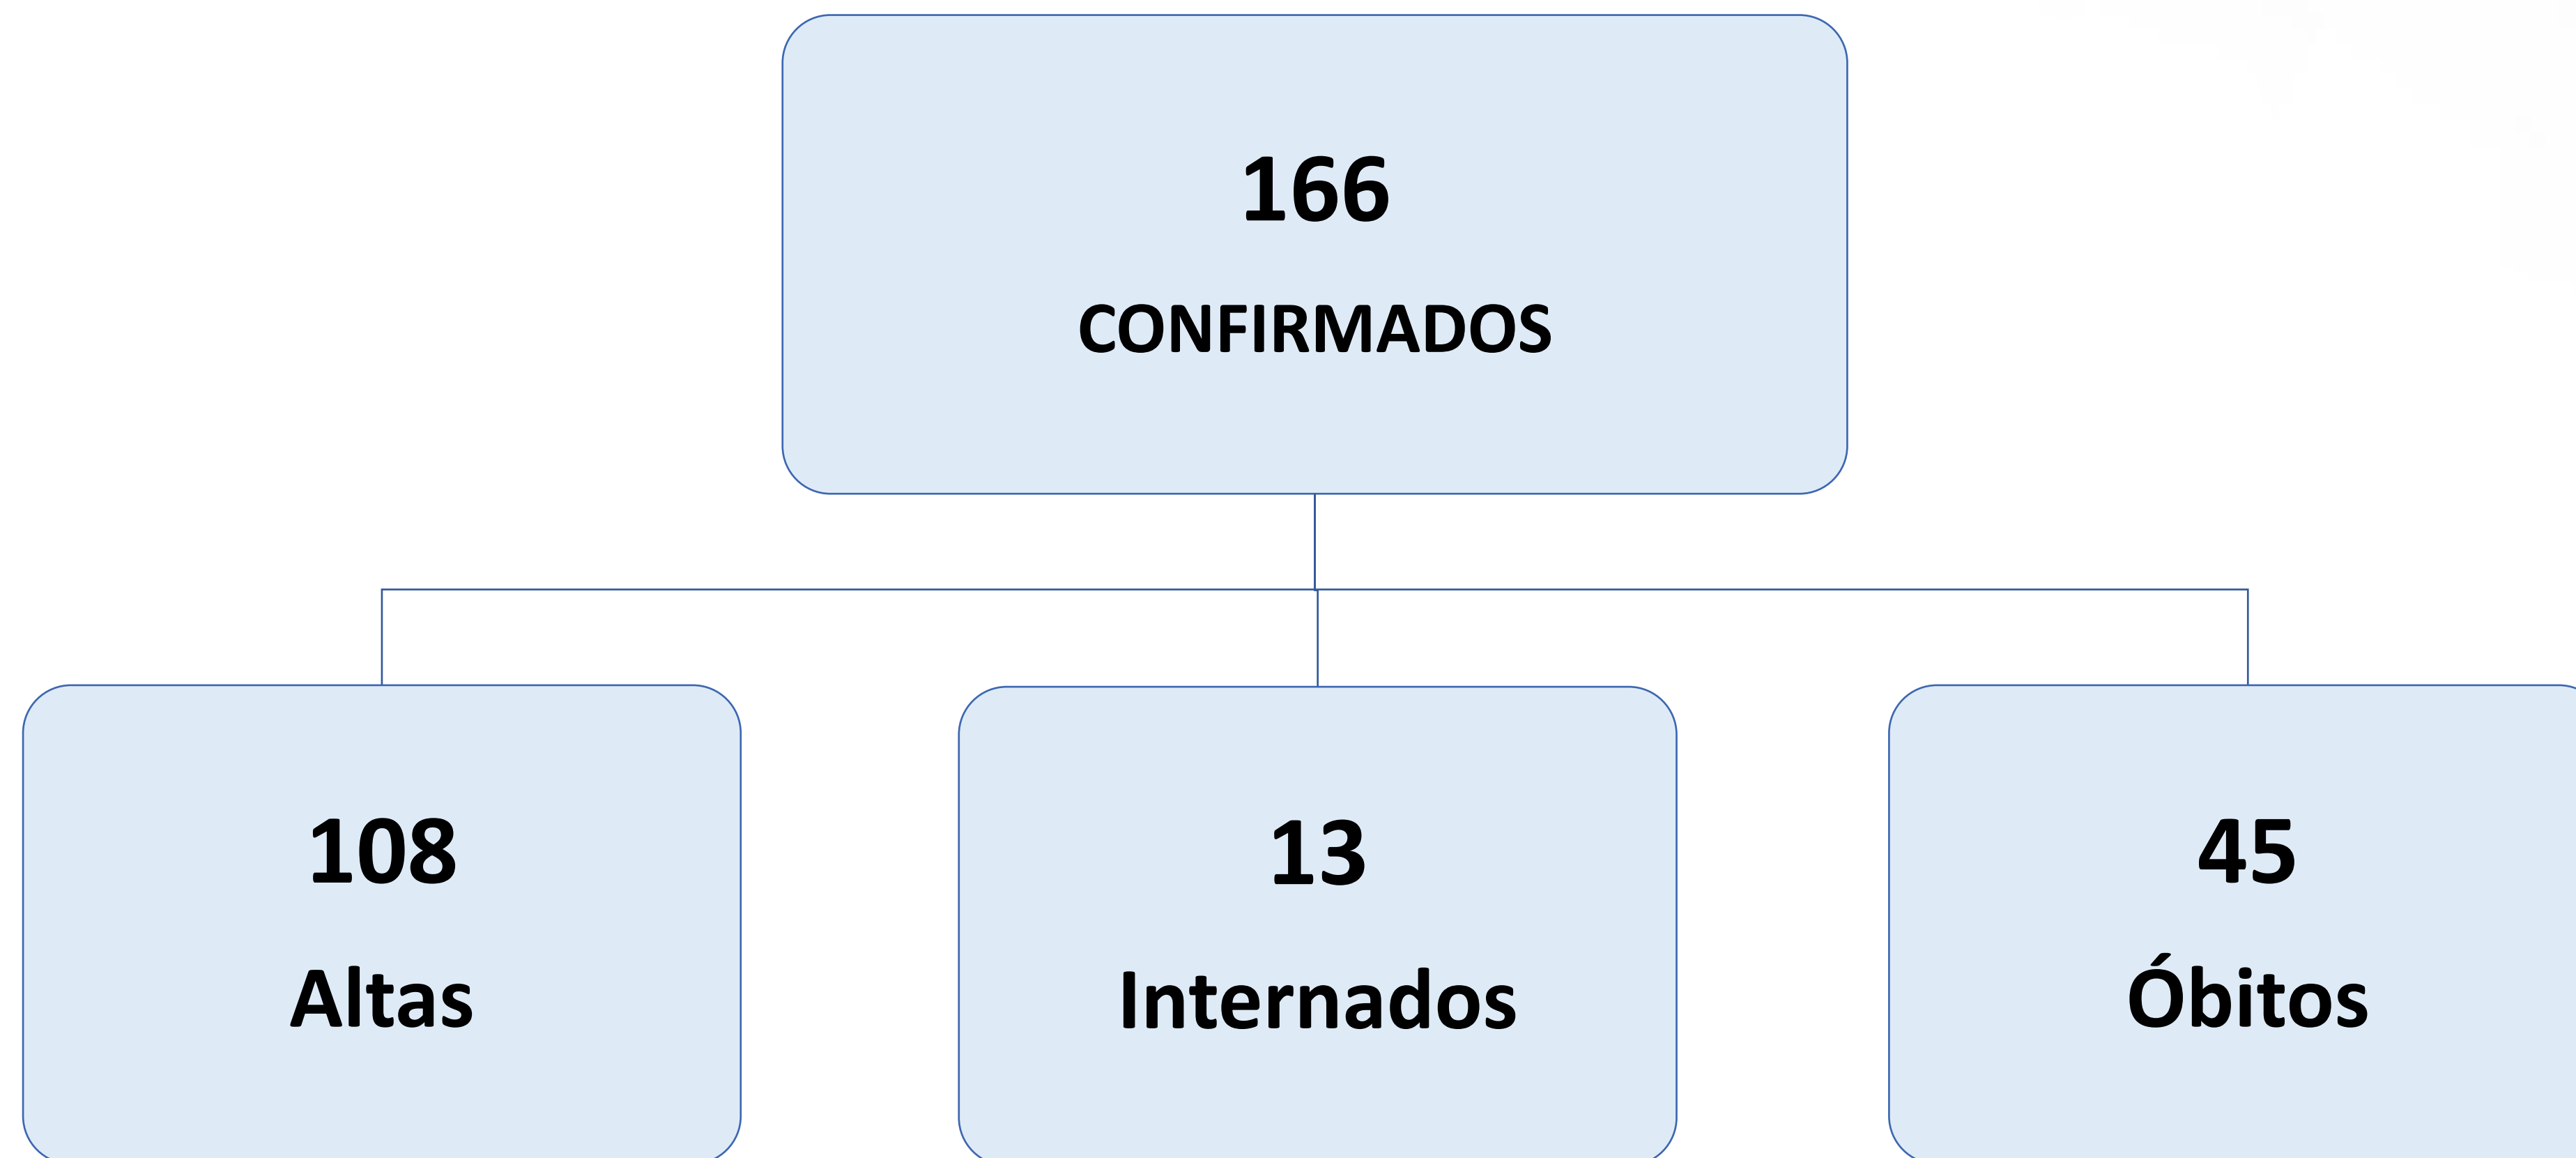 166
CONFIRMADOS
108
Altas
13
Internados
45
Óbitos